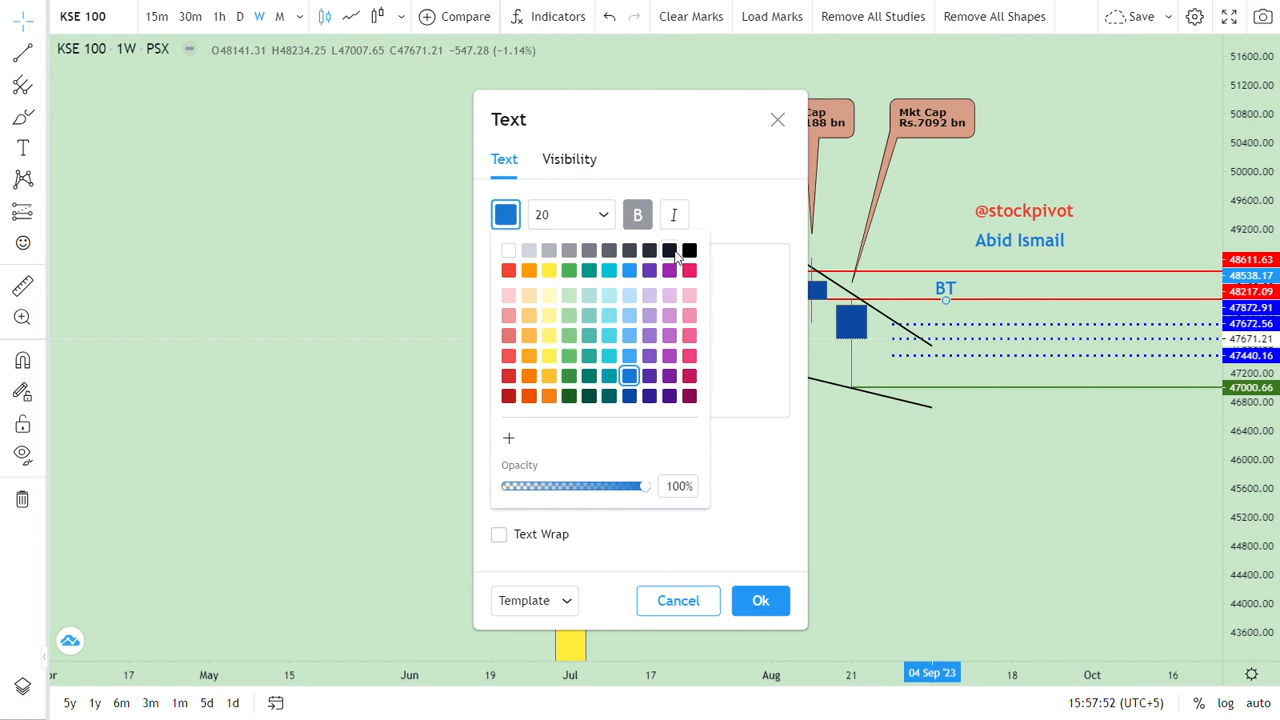 KSE 100 15m 30m 1h D W M Compare Indicators Clear Marks Load Marks Remove All Studies Remove All Shapes Save
KSE 100 · 1W · PSX O48141.31 H48234.25 L47007.65 C47671.21 −547.28 (−1.14%)
51600.00
51200.00
50800.00
50400.00
50000.00
49600.00
49200.00
48611.63
48538.17
48217.09
47872.91
47672.56
47671.21
47440.16
47200.00
47000.66
46800.00
46400.00
46000.00
45600.00
45200.00
44800.00
44400.00
44000.00
43600.00
Cap
188 bn
Mkt Cap
Rs.7092 bn
@stockpivot
Abid Ismail
BT
Text
Text Visibility
20 B I
+
Opacity
100%
Text Wrap
Template Cancel Ok
17 May 15 Jun 19 Jul 17 Aug 21 04 Sep '23 18 Oct 16
5y 1y 6m 3m 1m 5d 1d 15:57:52 (UTC+5) % log auto